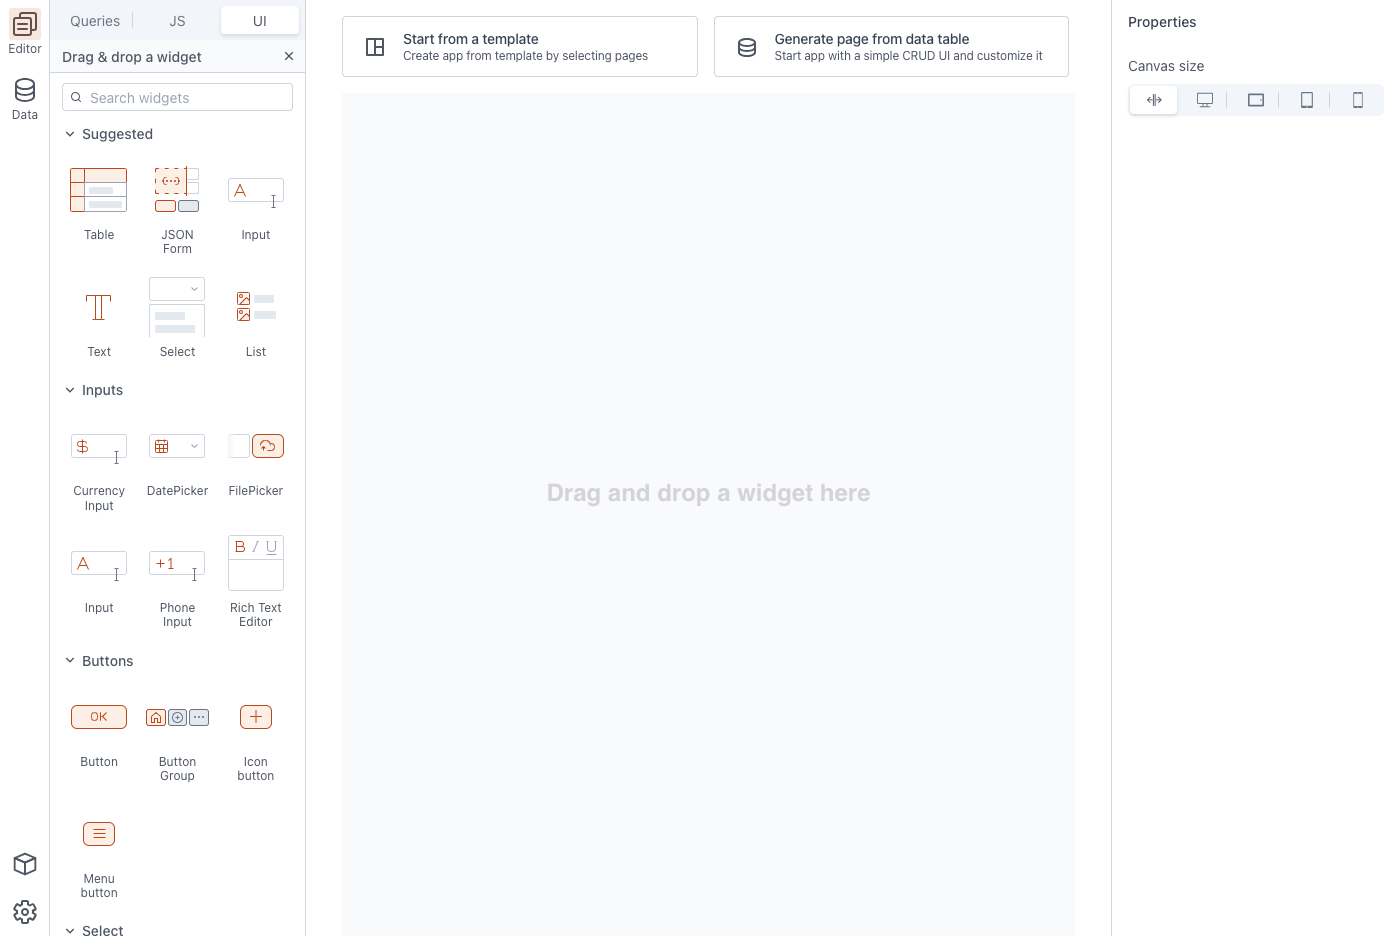 Editor
Data
Queries
JS
UI
Drag & drop a widget
Search widgets
Suggested
Table
JSON
Form
A
Input
Text
Select
List
Inputs
$
Currency
Input
DatePicker
FilePicker
A
Input
+1
Phone
Input
B / U
Rich Text
Editor
Buttons
OK
Button
Button
Group
Icon
button
Menu
button
Select
Start from a template
Create app from template by selecting pages
Generate page from data table
Start app with a simple CRUD UI and customize it
Drag and drop a widget here
Properties
Canvas size